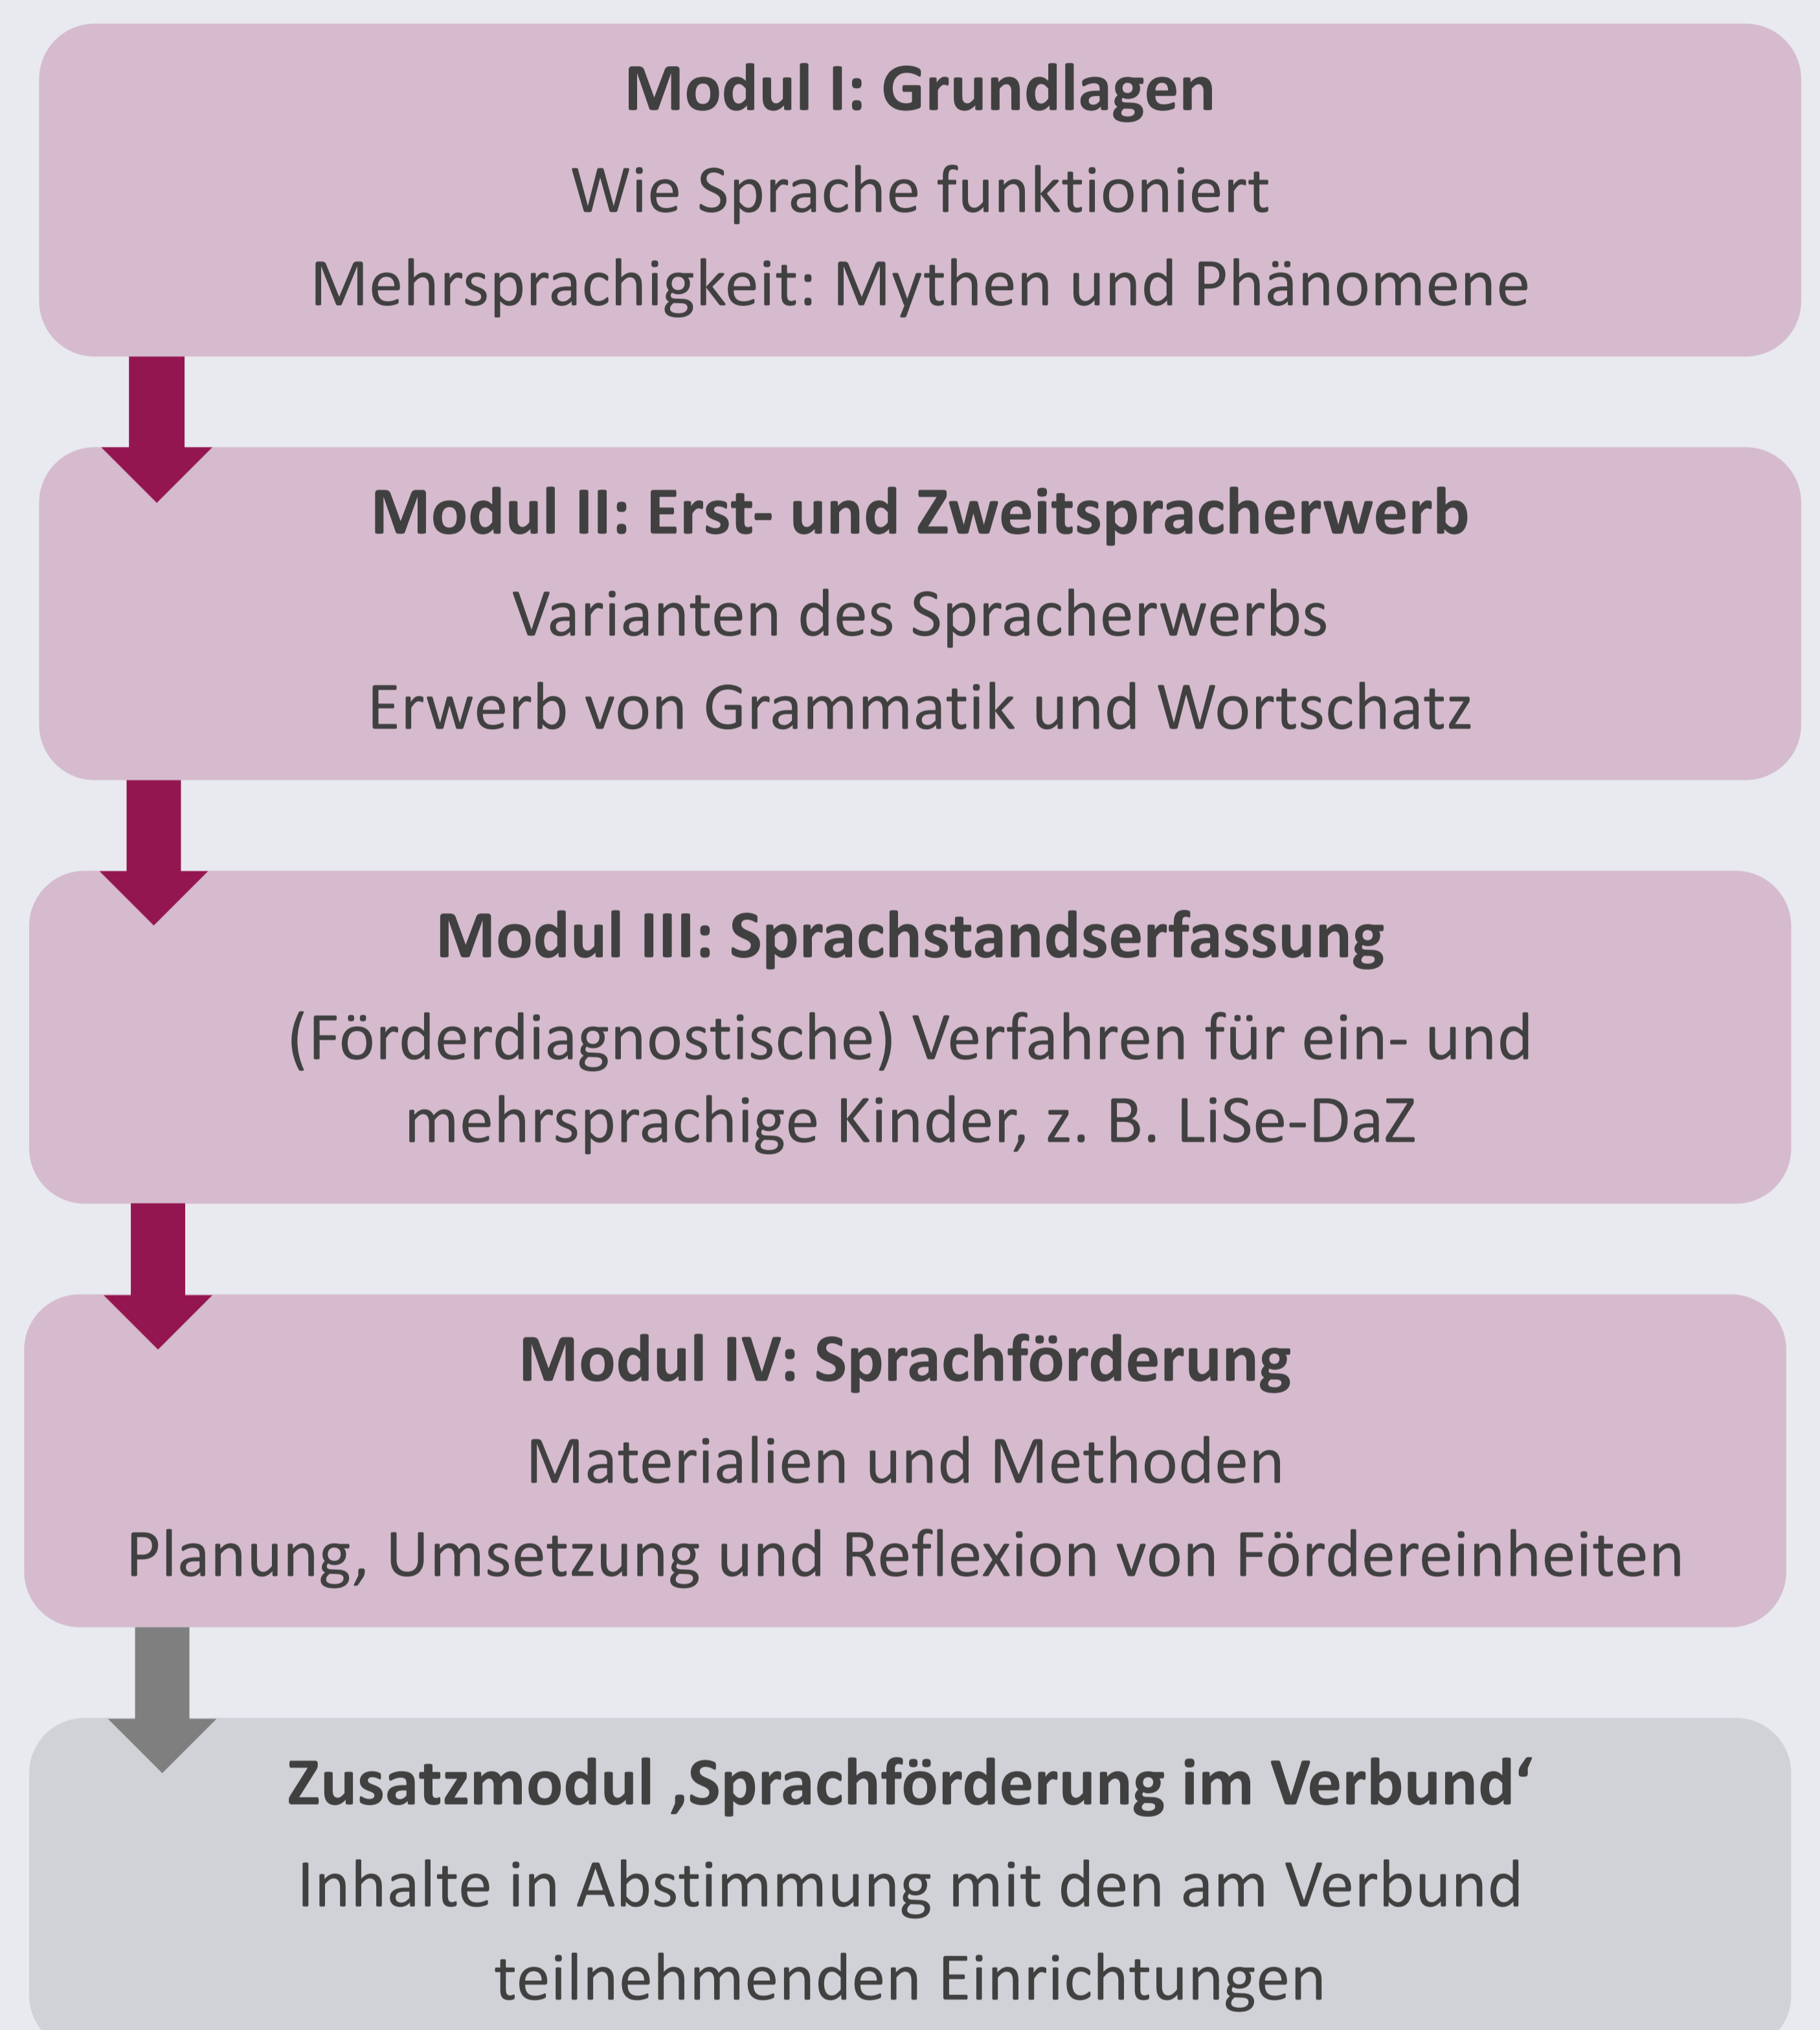 Modul I: Grundlagen
Wie Sprache funktioniert
Mehrsprachigkeit: Mythen und Phänomene
Modul II: Erst- und Zweitspracherwerb
Varianten des Spracherwerbs
Erwerb von Grammatik und Wortschatz
Modul III: Sprachstandserfassung
(Förderdiagnostische) Verfahren für ein- und
mehrsprachige Kinder, z. B. LiSe-DaZ
Modul IV: Sprachförderung
Materialien und Methoden
Planung, Umsetzung und Reflexion von Fördereinheiten
Zusatzmodul ‚Sprachförderung im Verbund‘
Inhalte in Abstimmung mit den am Verbund
teilnehmenden Einrichtungen